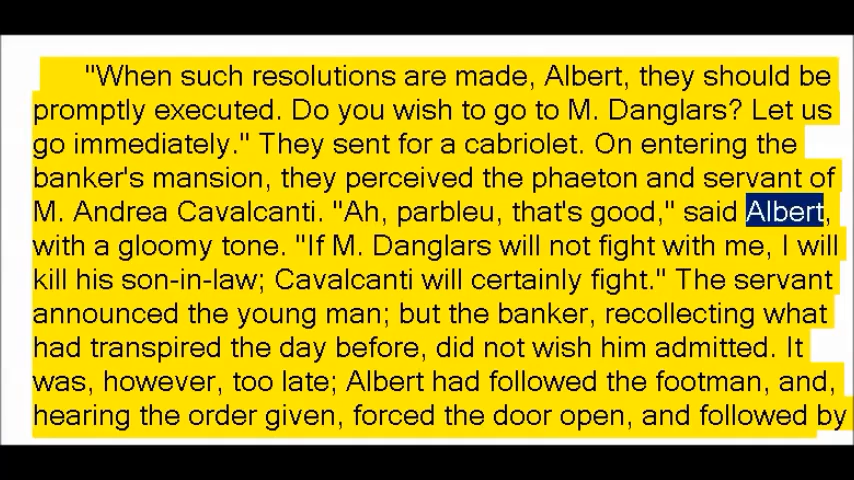 "When such resolutions are made, Albert, they should be
promptly executed. Do you wish to go to M. Danglars? Let us
go immediately." They sent for a cabriolet. On entering the
banker's mansion, they perceived the phaeton and servant of
M. Andrea Cavalcanti. "Ah, parbleu, that's good," said Albert,
with a gloomy tone. "If M. Danglars will not fight with me, I will
kill his son-in-law; Cavalcanti will certainly fight." The servant
announced the young man; but the banker, recollecting what
had transpired the day before, did not wish him admitted. It
was, however, too late; Albert had followed the footman, and,
hearing the order given, forced the door open, and followed by